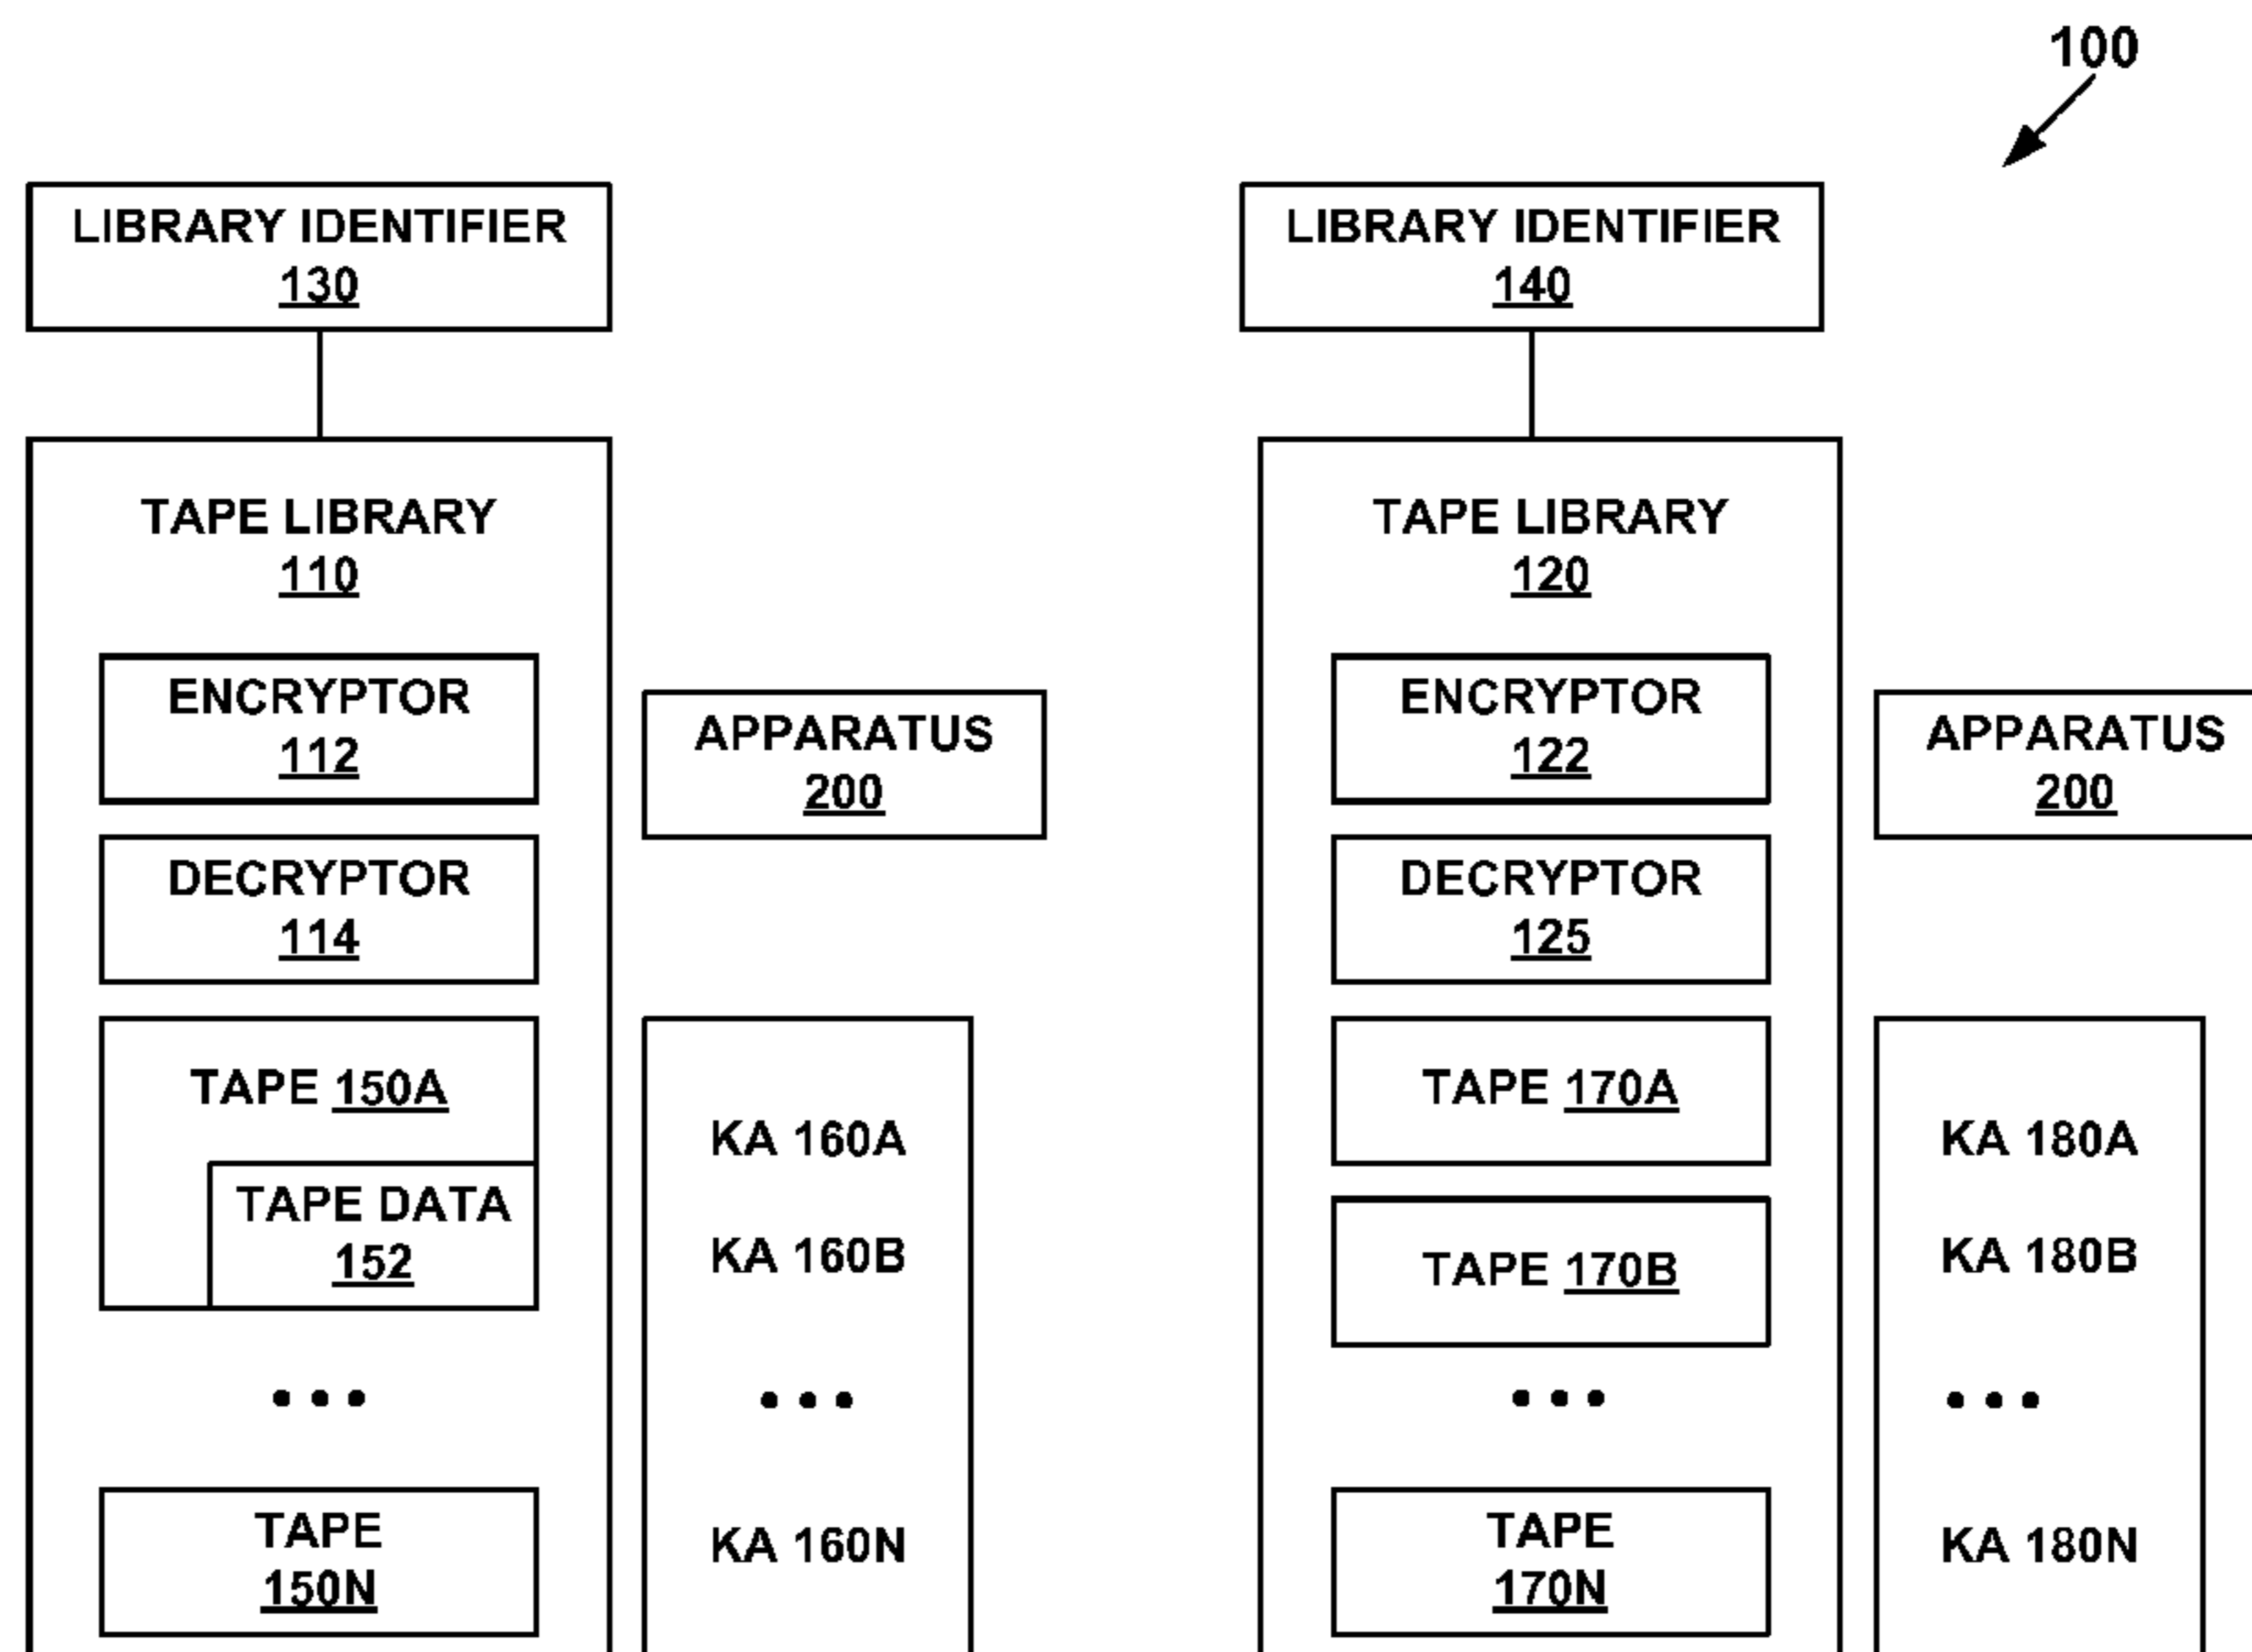 100
LIBRARY IDENTIFIER
130
TAPE LIBRARY
110
ENCRYPTOR
112
DECRYPTOR
114
TAPE 150A
TAPE DATA
152
•••
TAPE
150N
APPARATUS
200
KA 160A
KA 160B
•••
KA 160N
LIBRARY IDENTIFIER
140
TAPE LIBRARY
120
ENCRYPTOR
122
DECRYPTOR
125
TAPE 170A
TAPE 170B
•••
TAPE
170N
APPARATUS
200
KA 180A
KA 180B
•••
KA 180N